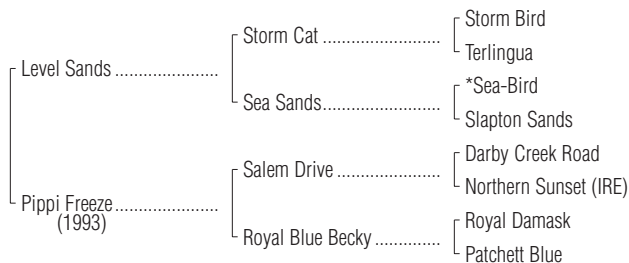 Storm Bird
Storm Cat ........................
Level Sands .....................
Terlingua
*Sea-Bird
Sea Sands ........................
Slapton Sands
Darby Creek Road
Salem Drive .....................
Pippi Freeze .....................
(1993)
Northern Sunset (IRE)
Royal Damask
Royal Blue Becky .............
Patchett Blue